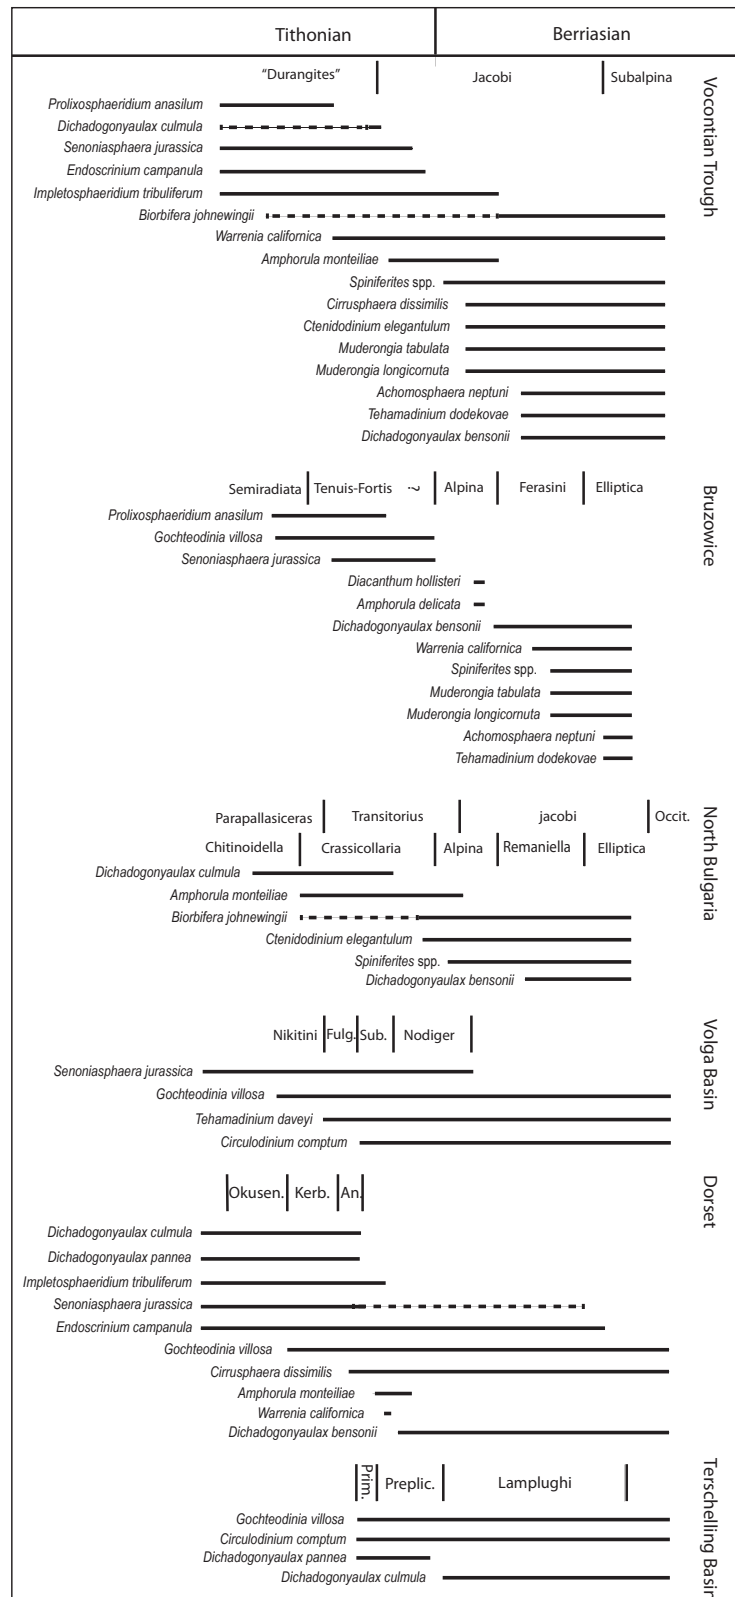 Tithonian Berriasian
"Durangites" Jacobi Subalpina
Vocontian Trough
Prolixosphaeridium anasilum
Dichadogonyaulax culmula
Senoniasphaera jurassica
Endoscrinium campanula
Impletosphaeridium tribuliferum
Biorbifera johnewingii
Warrenia californica
Amphorula monteiliae
Spiniferites spp.
Cirrusphaera dissimilis
Ctenidodinium elegantulum
Muderongia tabulata
Muderongia longicornuta
Achomosphaera neptuni
Tehamadinium dodekovae
Dichadogonyaulax bensonii
Bruzowice
Semiradiata Tenuis-Fortis ? Alpina Ferasini Elliptica
Prolixosphaeridium anasilum
Gochteodinia villosa
Senoniasphaera jurassica
Diacanthum hollisteri
Amphorula delicata
Dichadogonyaulax bensonii
Warrenia californica
Spiniferites spp.
Muderongia tabulata
Muderongia longicornuta
Achomosphaera neptuni
Tehamadinium dodekovae
North Bulgaria
Parapallasiceras Transitorius jacobi Occit.
Chitinoidella Crassicollaria Alpina Remaniella Elliptica
Dichadogonyaulax culmula
Amphorula monteiliae
Biorbifera johnewingii
Ctenidodinium elegantulum
Spiniferites spp.
Dichadogonyaulax bensonii
Volga Basin
Nikitini Fulg. Sub. Nodiger
Senoniasphaera jurassica
Gochteodinia villosa
Tehamadinium daveyi
Circulodinium comptum
Dorset
Okusen. Kerb. An.
Dichadogonyaulax culmula
Dichadogonyaulax pannea
Impletosphaeridium tribuliferum
Senoniasphaera jurassica
Endoscrinium campanula
Gochteodinia villosa
Cirrusphaera dissimilis
Amphorula monteiliae
Warrenia californica
Dichadogonyaulax bensonii
Terschelling Basin
Prim. Preplic. Lamplughi
Gochteodinia villosa
Circulodinium comptum
Dichadogonyaulax pannea
Dichadogonyaulax culmula